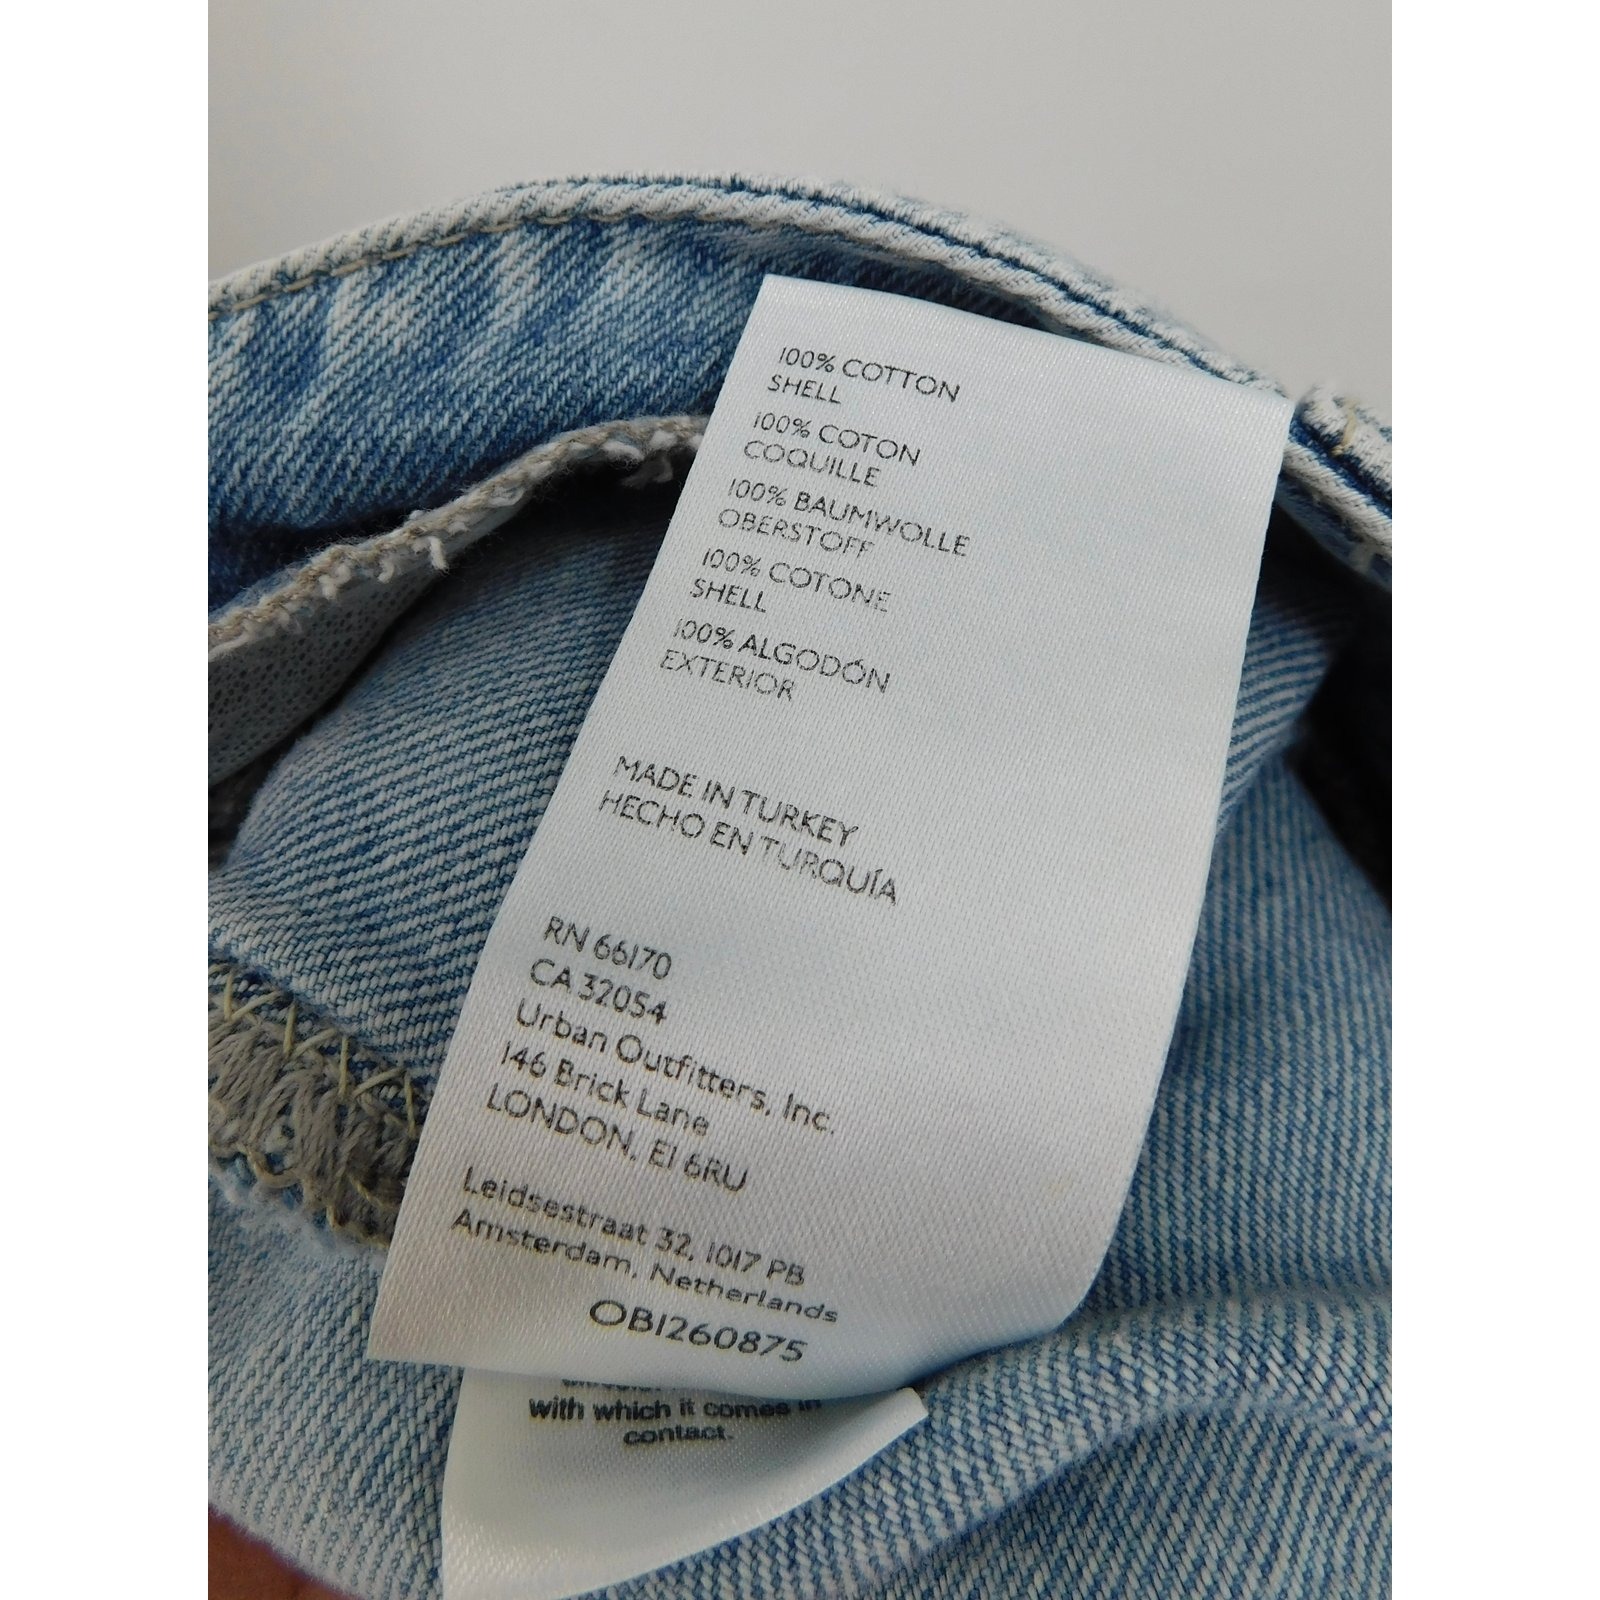 100% COTTON
SHELL
100% COTON
COQUILLE
100% BAUMWOLLE
OBERSTOFF
100% COTONE
SHELL
100% ALGODÓN
EXTERIOR
MADE IN TURKEY
HECHO EN TURQUÍA
RN 66170
CA 32054
Urban Outfitters, Inc.
146 Brick Lane
LONDON, E1 6RU
Leidsestraat 32, 1017 PB
Amsterdam, Netherlands
OB1260875
with which it comes in
contact.